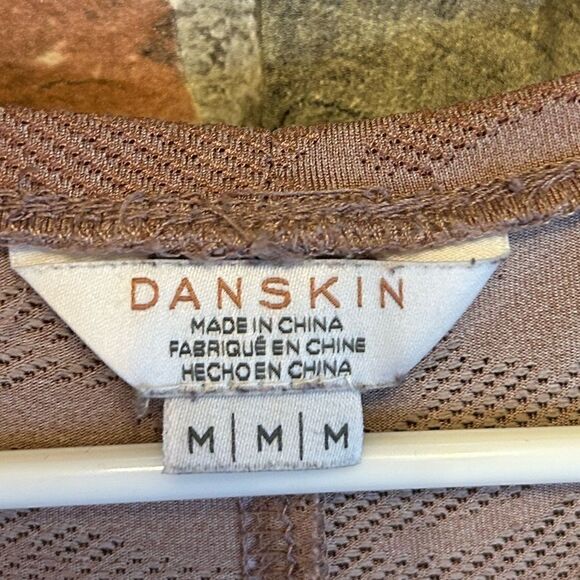 DANSKIN
MADE IN CHINA
FABRIQUÉ EN CHINE
HECHO EN CHINA
M | M | M